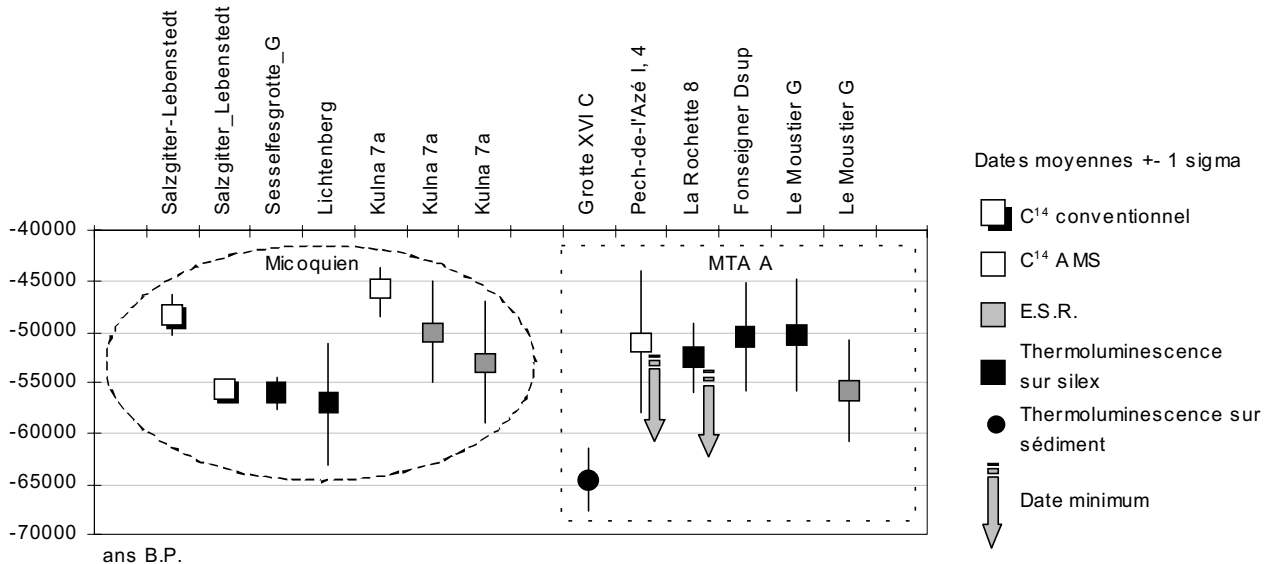 Salzgitter-Lebenstedt
Salzgitter_Lebenstedt
Sesselfesgrotte_G
Lichtenberg
Kulna 7a
Kulna 7a
Kulna 7a
Grotte XVI C
Pech-de-l'Azé I, 4
La Rochette 8
Fonseigner Dsup
Le Moustier G
Le Moustier G
-40000
-45000
-50000
-55000
-60000
-65000
-70000
ans B.P.
Micoquien
MTA A
Dates moyennes +- 1 sigma
C¹⁴ conventionnel
C¹⁴ AMS
E.S.R.
Thermoluminescence
sur silex
Thermoluminescence sur
sédiment
Date minimum